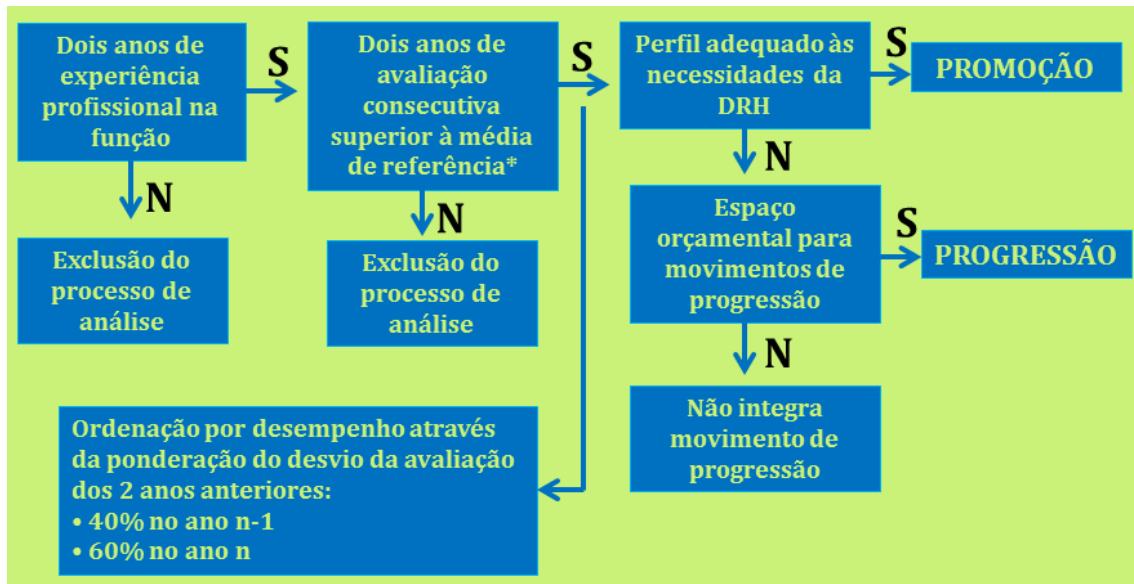 Dois anos de
experiência
profissional na
função
S
N
Exclusão do
processo de
análise
Dois anos de
avaliação
consecutiva
superior à média
de referência*
S
N
Exclusão do
processo de
análise
Perfil adequado às
necessidades da
DRH
S
PROMOÇÃO
N
Espaço
orçamental para
movimentos de
progressão
S
PROGRESSÃO
N
Não integra
movimento de
progressão
Ordenação por desempenho através
da ponderação do desvio da avaliação
dos 2 anos anteriores:
• 40% no ano n-1
• 60% no ano n